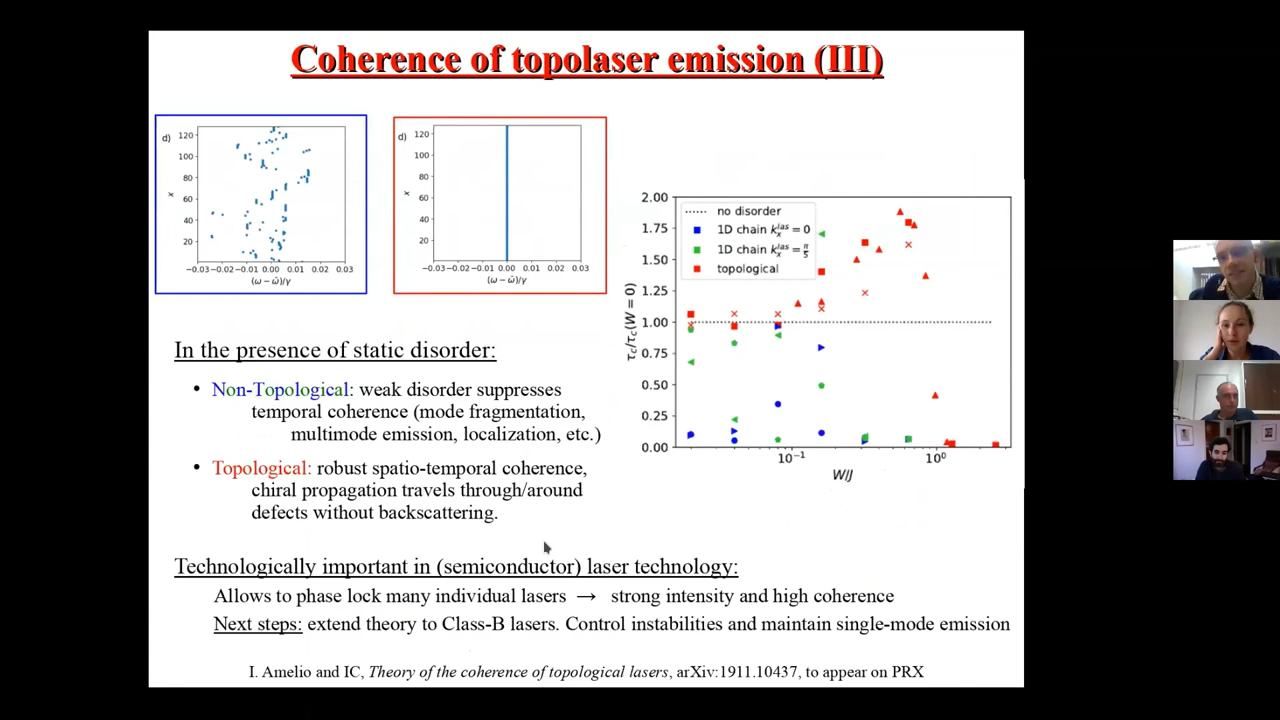 Coherence of topolaser emission (III)
d)
120
100
80
60
40
20
x
−0.03 −0.02 −0.01 0.00 0.01 0.02 0.03
(ω − ω̄)/γ
d)
120
100
80
60
40
20
x
−0.03 −0.02 −0.01 0.00 0.01 0.02 0.03
(ω − ω̄)/γ
2.00
1.75
1.50
1.25
1.00
0.75
0.50
0.25
0.00
τc/τc(W = 0)
no disorder
1D chain kₓˡᵃˢ = 0
1D chain kₓˡᵃˢ = π/5
topological
10⁻¹ 10⁰
W/J
In the presence of static disorder:
• Non-Topological: weak disorder suppresses
temporal coherence (mode fragmentation,
multimode emission, localization, etc.)
• Topological: robust spatio-temporal coherence,
chiral propagation travels through/around
defects without backscattering.
Technologically important in (semiconductor) laser technology:
Allows to phase lock many individual lasers → strong intensity and high coherence
Next steps: extend theory to Class-B lasers. Control instabilities and maintain single-mode emission
I. Amelio and IC, Theory of the coherence of topological lasers, arXiv:1911.10437, to appear on PRX